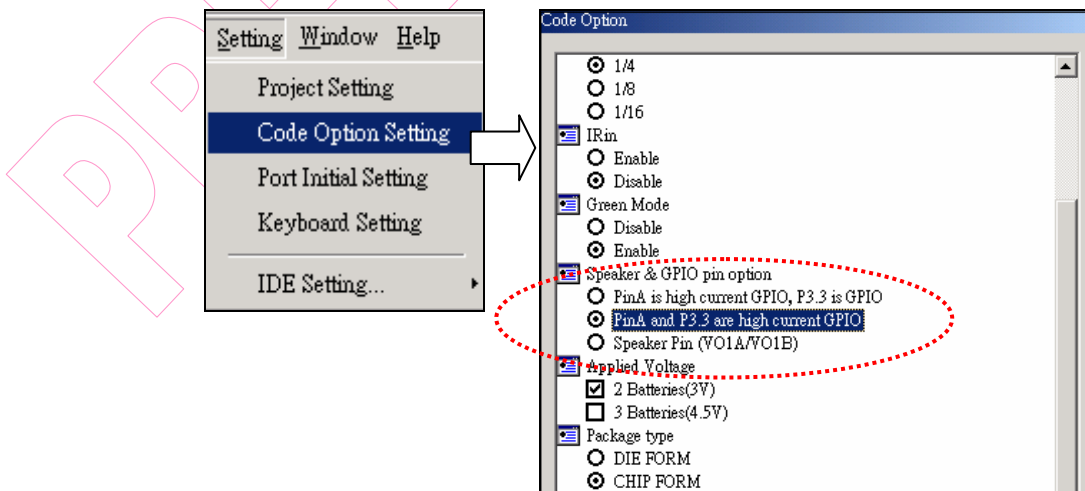 Setting Window Help
Project Setting
Code Option Setting
Port Initial Setting
Keyboard Setting
IDE Setting...
Code Option
1/4
1/8
1/16
IRin
Enable
Disable
Green Mode
Disable
Enable
Speaker & GPIO pin option
PinA is high current GPIO, P3.3 is GPIO
PinA and P3.3 are high current GPIO
Speaker Pin (VO1A/VO1B)
Applied Voltage
2 Batteries(3V)
3 Batteries(4.5V)
Package type
DIE FORM
CHIP FORM